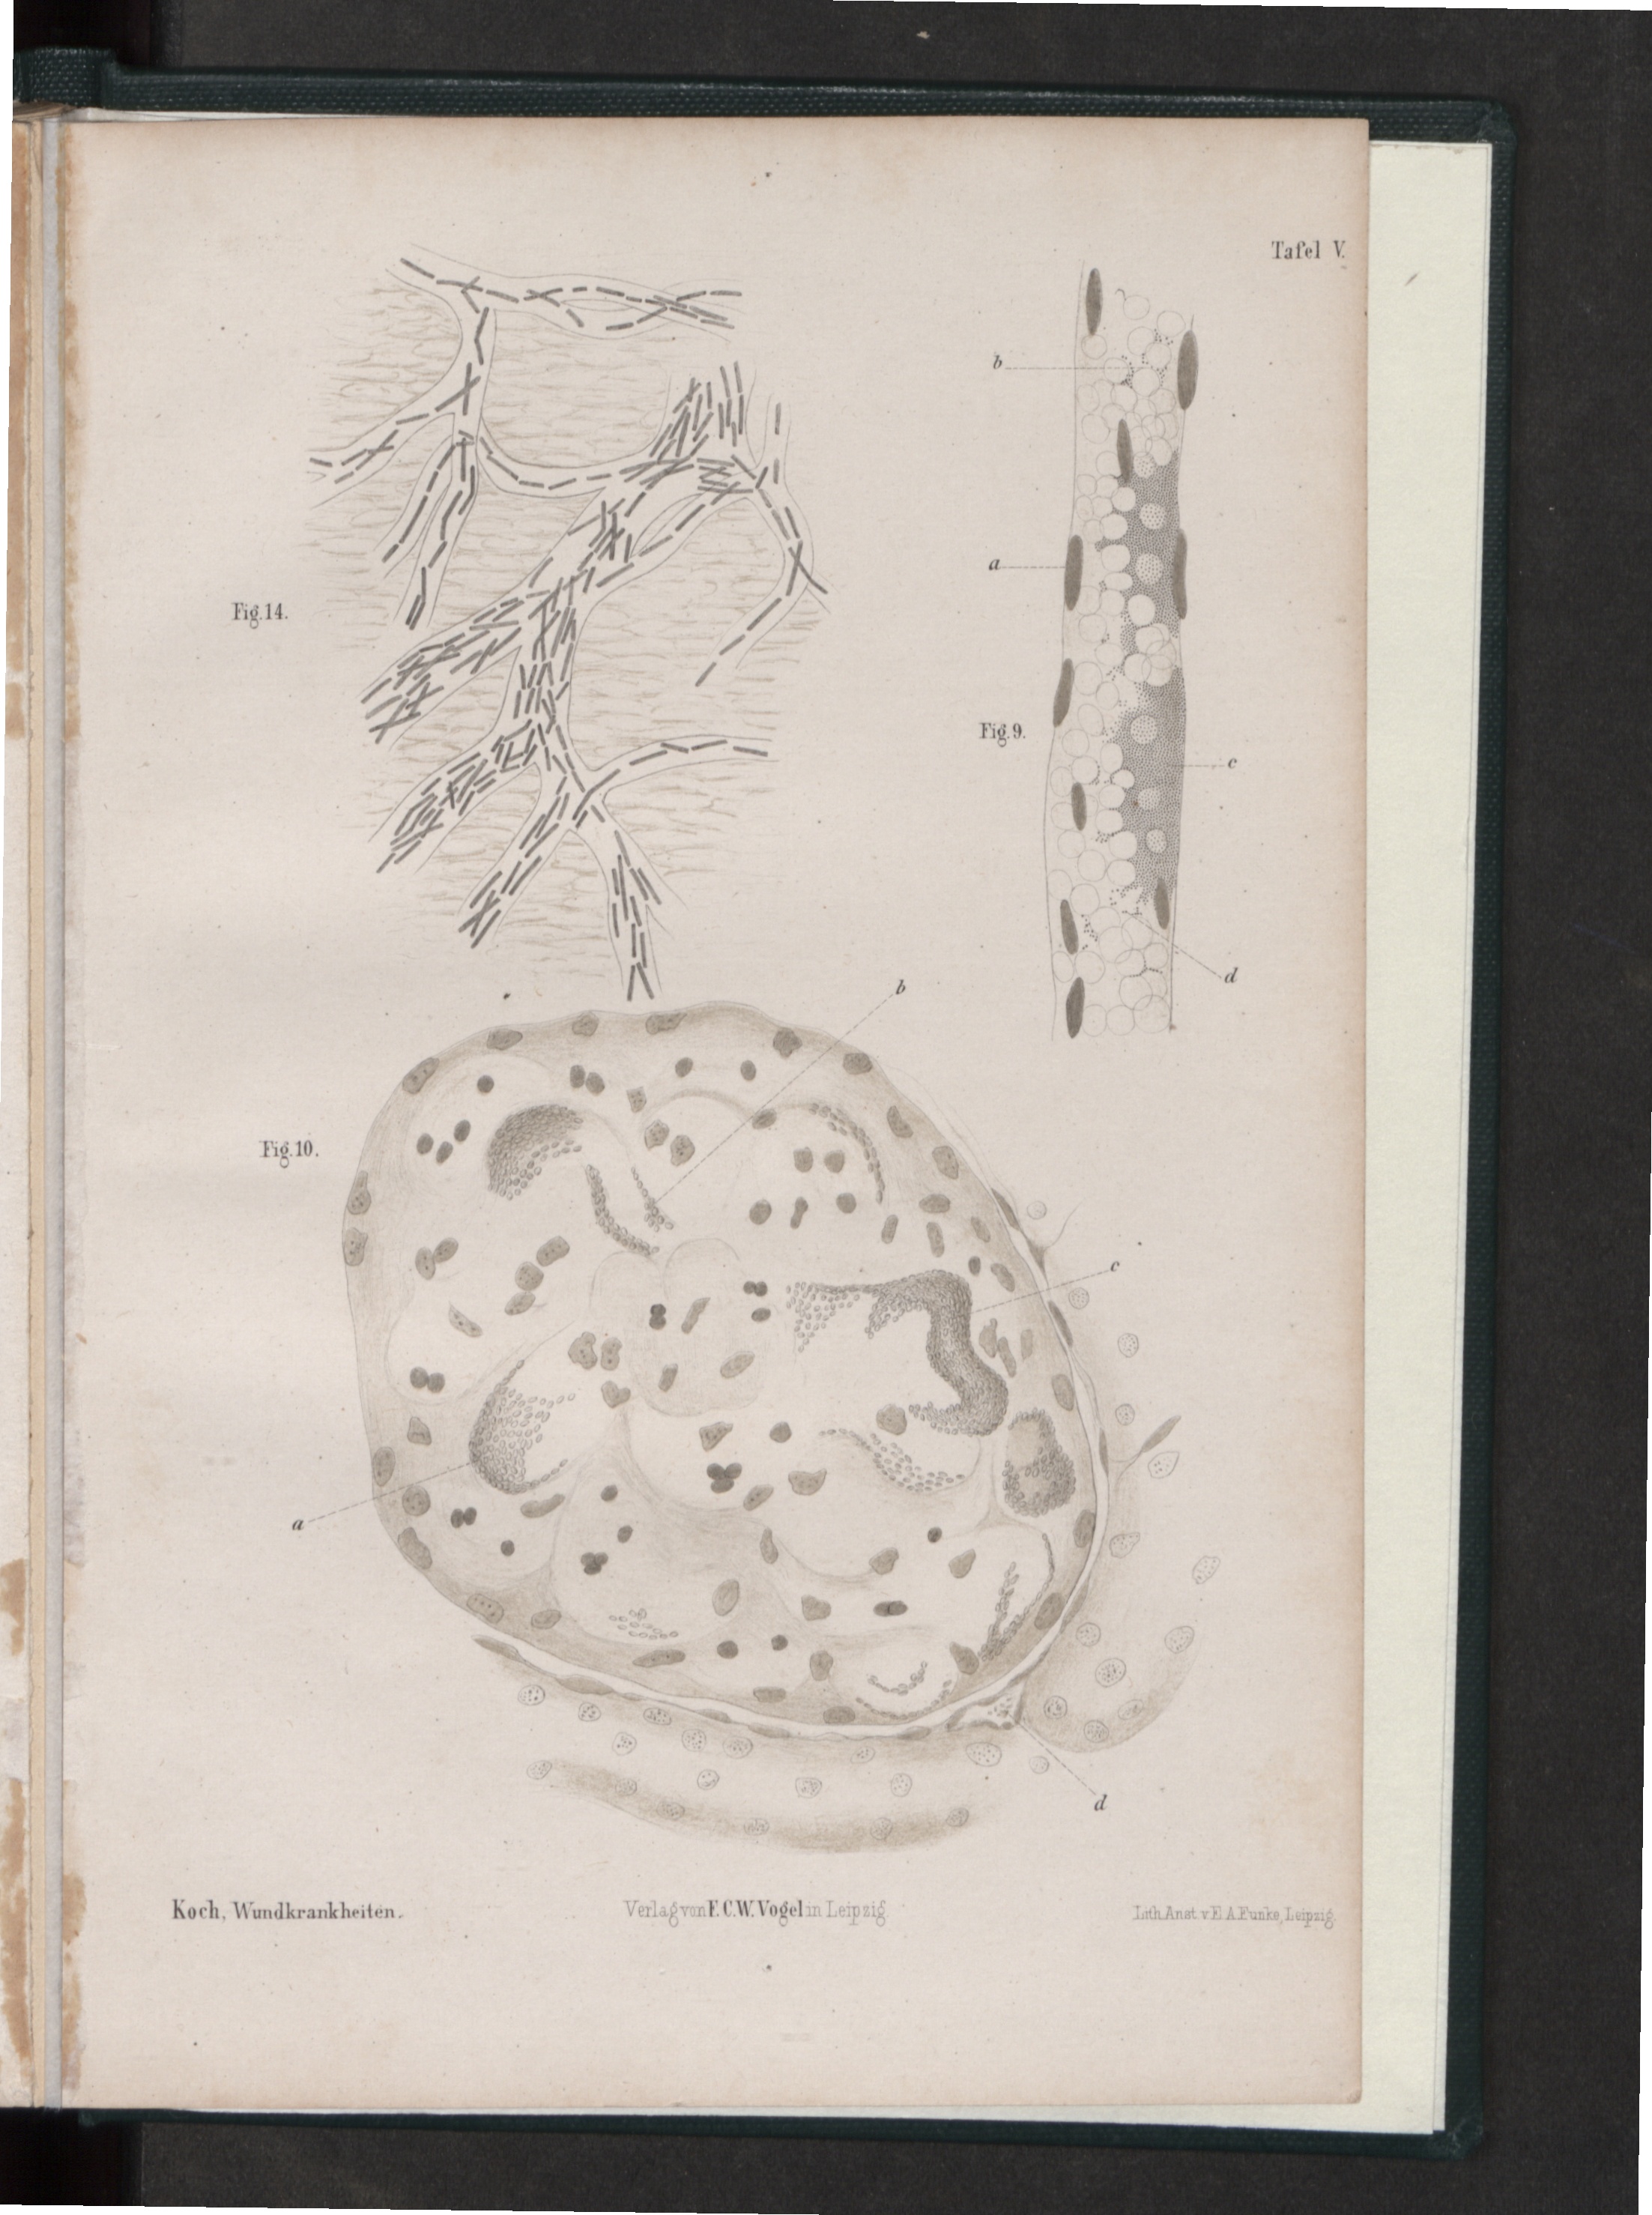 Tafel V.
b
a
Fig. 14.
Fig. 9.
c
d
b
Fig. 10.
c
a
d
Koch, Wundkrankheiten.
Verlag von F. C. W. Vogel in Leipzig
Lith. Anst. v. E. A. Funke, Leipzig.